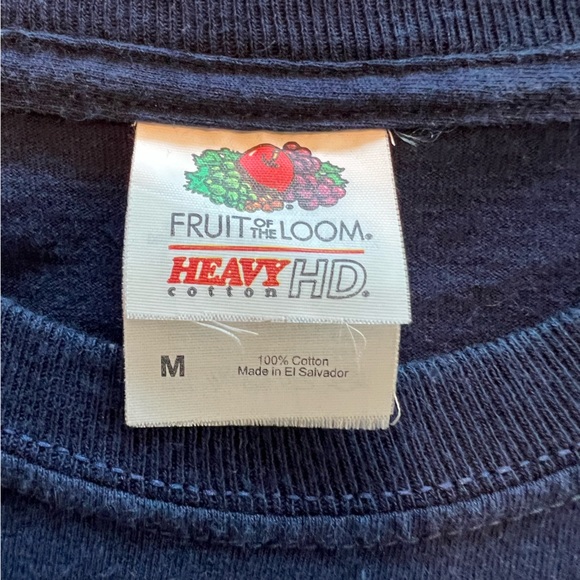 FRUIT OF THE LOOM®
HEAVY cotton HD®
M
100% Cotton
Made in El Salvador